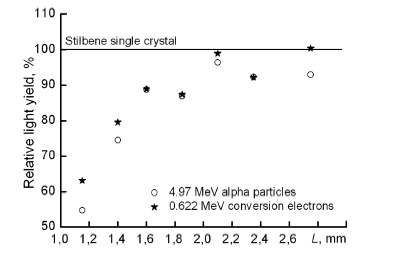 110
Stilbene single crystal
100
90
80
70
60
50
Relative light yield, %
4.97 MeV alpha particles
0.622 MeV conversion electrons
1,0 1,2 1,4 1,6 1,8 2,0 2,2 2,4 2,6 L, mm